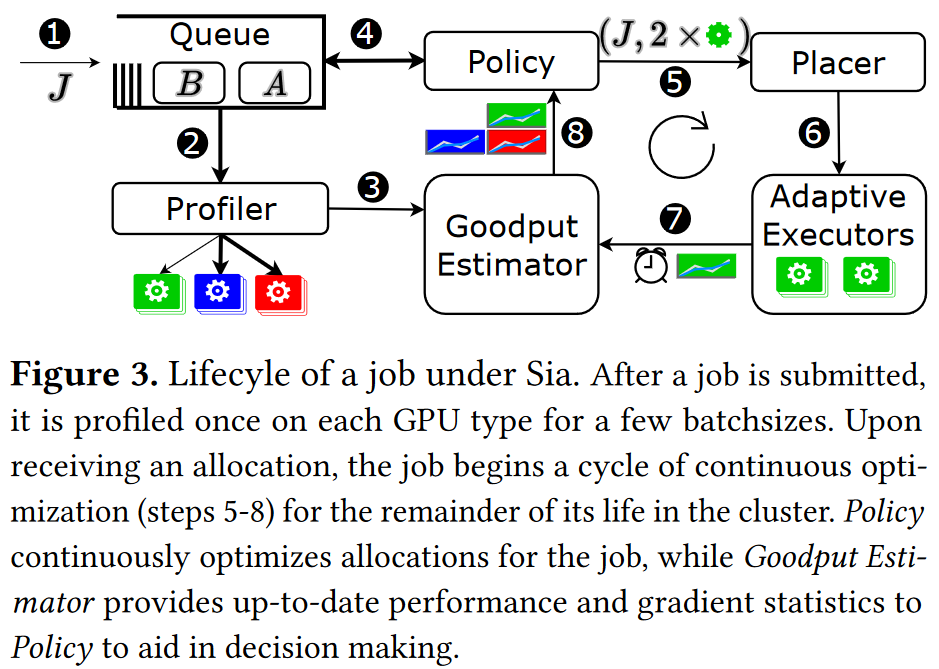 ❶
J
Queue
B A
❹
Policy
(J, 2 × )
❺
Placer
❷
❽
❻
Profiler
❸
Goodput
Estimator
❼
Adaptive
Executors
Figure 3. Lifecyle of a job under Sia. After a job is submitted,
it is profiled once on each GPU type for a few batchsizes. Upon
receiving an allocation, the job begins a cycle of continuous opti-
mization (steps 5-8) for the remainder of its life in the cluster. Policy
continuously optimizes allocations for the job, while Goodput Esti-
mator provides up-to-date performance and gradient statistics to
Policy to aid in decision making.